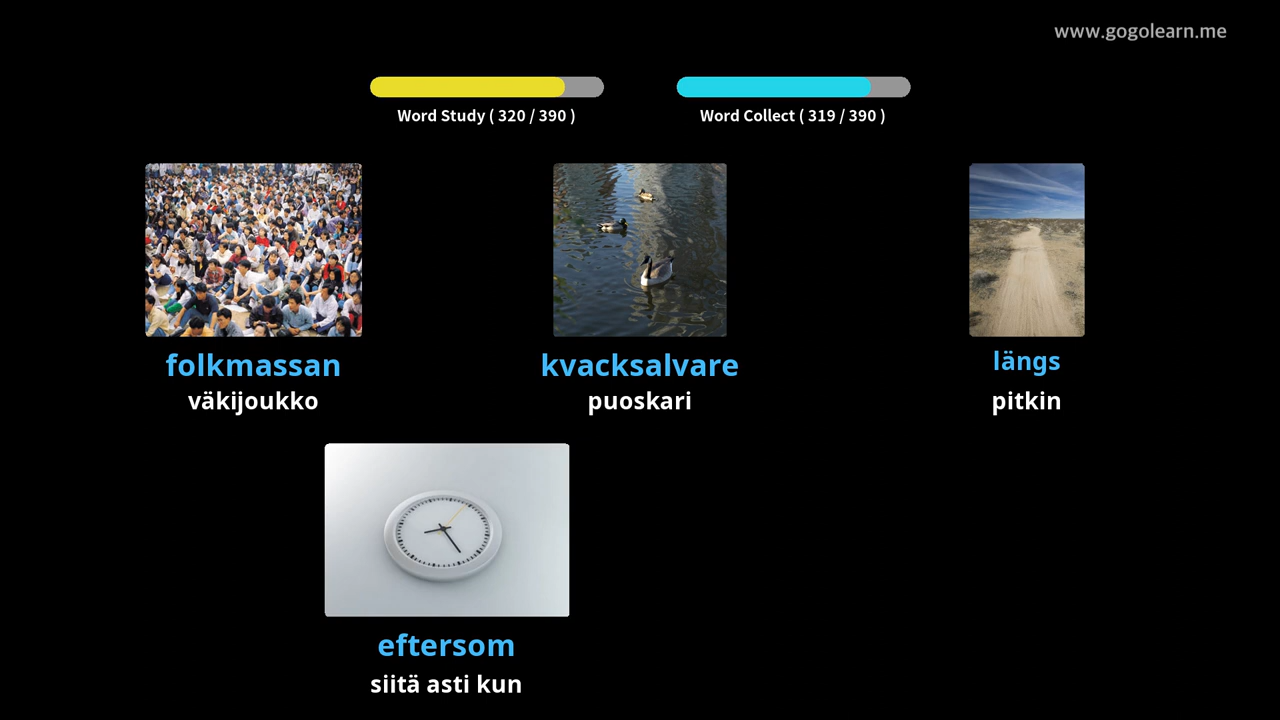 www.gogolearn.me
Word Study ( 320 / 390 )
Word Collect ( 319 / 390 )
folkmassan
väkijoukko
kvacksalvare
puoskari
längs
pitkin
eftersom
siitä asti kun